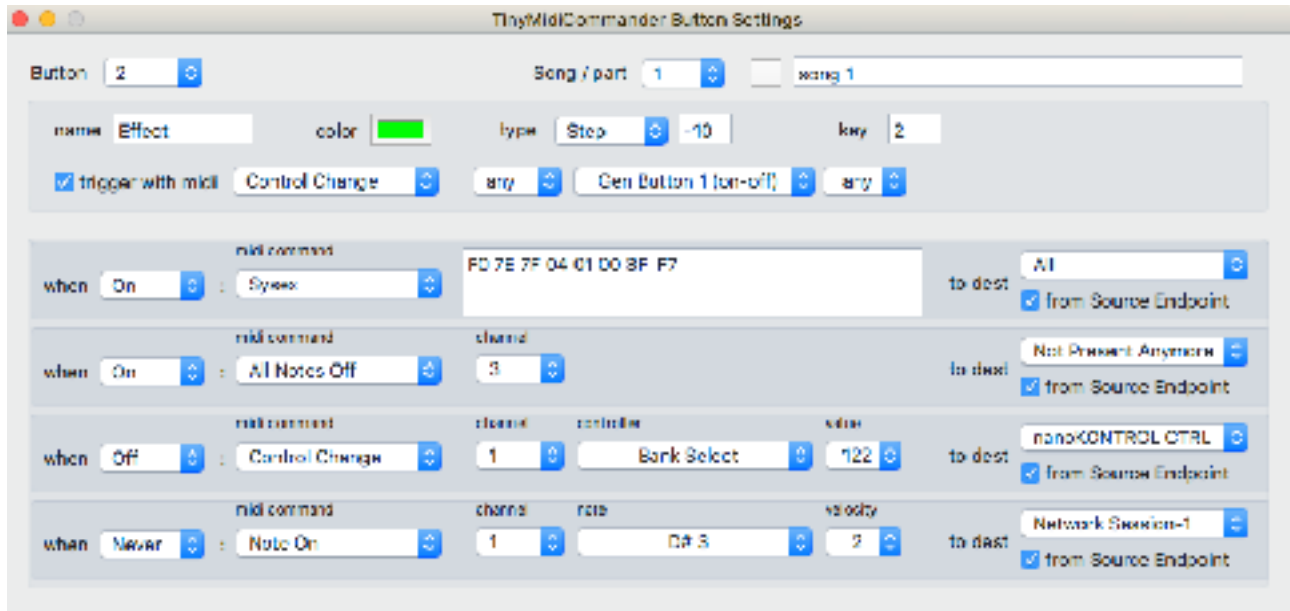 TinyMidiCommander Button Settings
Button 2 Song / part 1 song 1
name Effect color type Step -10 key 2
trigger with midi Control Change any Gen Button 1 (on-off) any
midi command
when On : Sysex F0 7E 7F 04 01 00 to dest All
from Source Endpoint
midi command channel
when On : All Notes Off 3 to dest Not Present Anymore
from Source Endpoint
midi command channel controller value
when Off : Control Change 1 Bank Select 122 to dest nanoKONTROL CTRL
from Source Endpoint
midi command channel note velocity
when Never : Note On 1 D# 3 2 to dest Network Session-1
from Source Endpoint